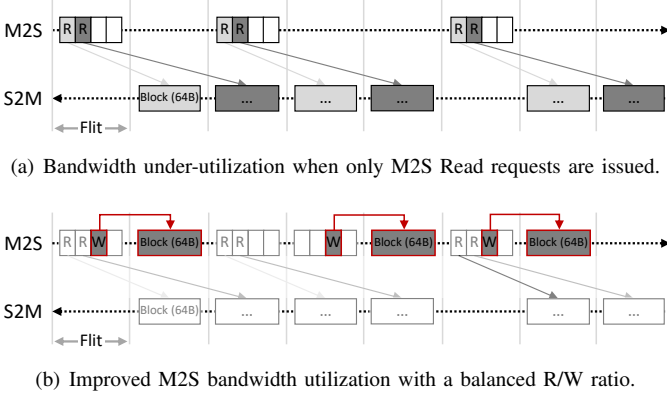 M2S R R R R R R
S2M Block (64B) ... ... ... ... ...
Flit
(a) Bandwidth under-utilization when only M2S Read requests are issued.
M2S R R W Block (64B) R R W Block (64B) R R W Block (64B)
S2M Block (64B) ... ... ... ... ...
Flit
(b) Improved M2S bandwidth utilization with a balanced R/W ratio.